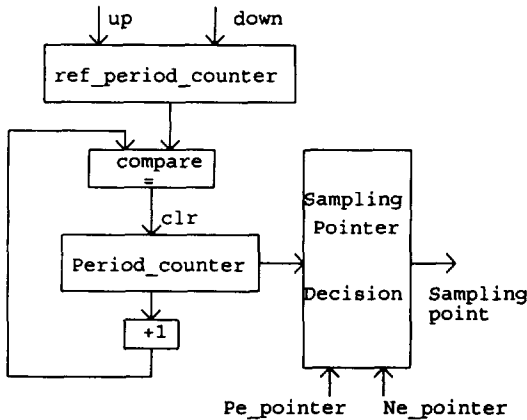 up
down
ref_period_counter
compare
=
clr
Period_counter
+1
Sampling
Pointer
Decision
Sampling
point
Pe_pointer
Ne_pointer